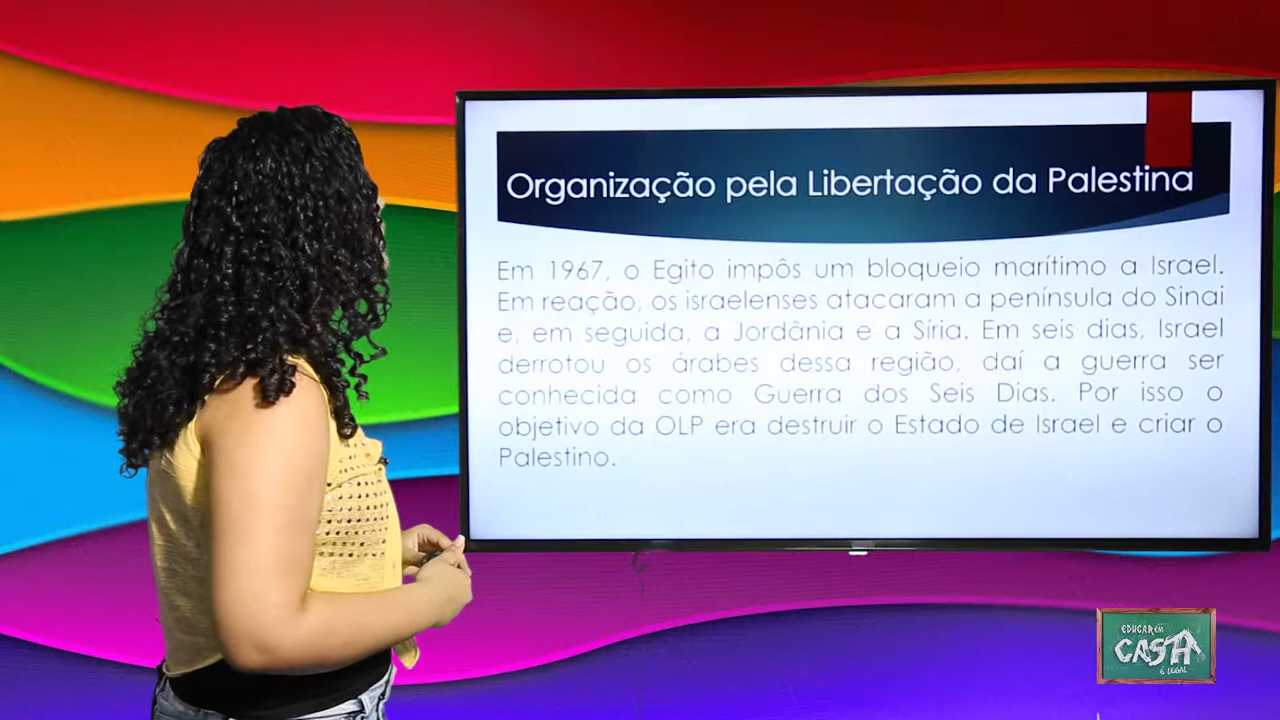 Organização pela Libertação da Palestina
Em 1967, o Egito impôs um bloqueio marítimo a Israel.
Em reação, os israelenses atacaram a península do Sinai
e, em seguida, a Jordânia e a Síria. Em seis dias, Israel
derrotou os árabes dessa região, daí a guerra ser
conhecida como Guerra dos Seis Dias. Por isso o
objetivo da OLP era destruir o Estado de Israel e criar o
Palestino.
EDUCAR EM
CASA
É LEGAL